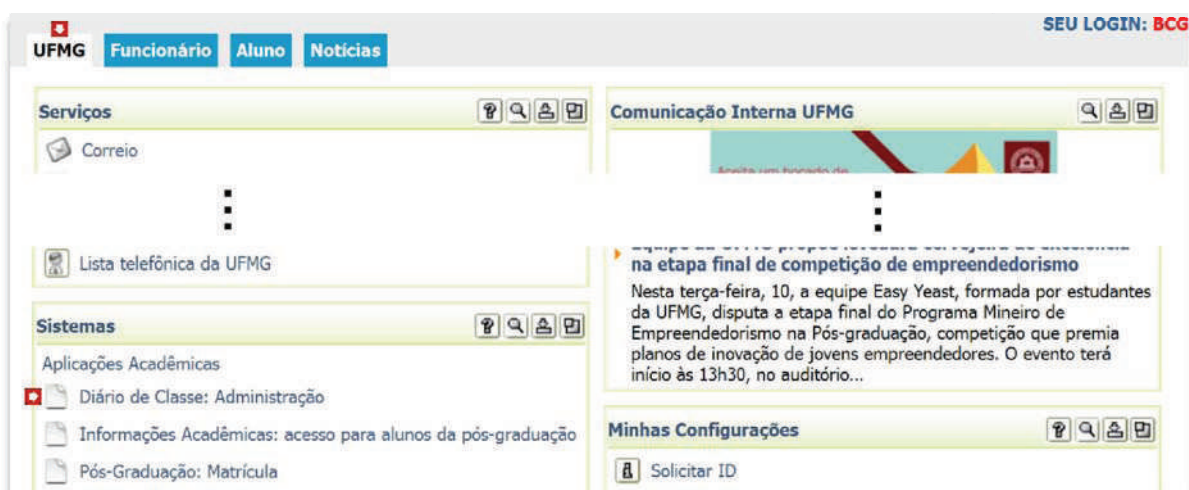 SEU LOGIN: BCG
UFMG Funcionário Aluno Notícias
Serviços
Correio
Lista telefônica da UFMG
Sistemas
Aplicações Acadêmicas
Diário de Classe: Administração
Informações Acadêmicas: acesso para alunos da pós-graduação
Pós-Graduação: Matrícula
Comunicação Interna UFMG
Aceita um bocado de
na etapa final de competição de empreendedorismo
Nesta terça-feira, 10, a equipe Easy Yeast, formada por estudantes
da UFMG, disputa a etapa final do Programa Mineiro de
Empreendedorismo na Pós-graduação, competição que premia
planos de inovação de jovens empreendedores. O evento terá
início às 13h30, no auditório...
Minhas Configurações
Solicitar ID